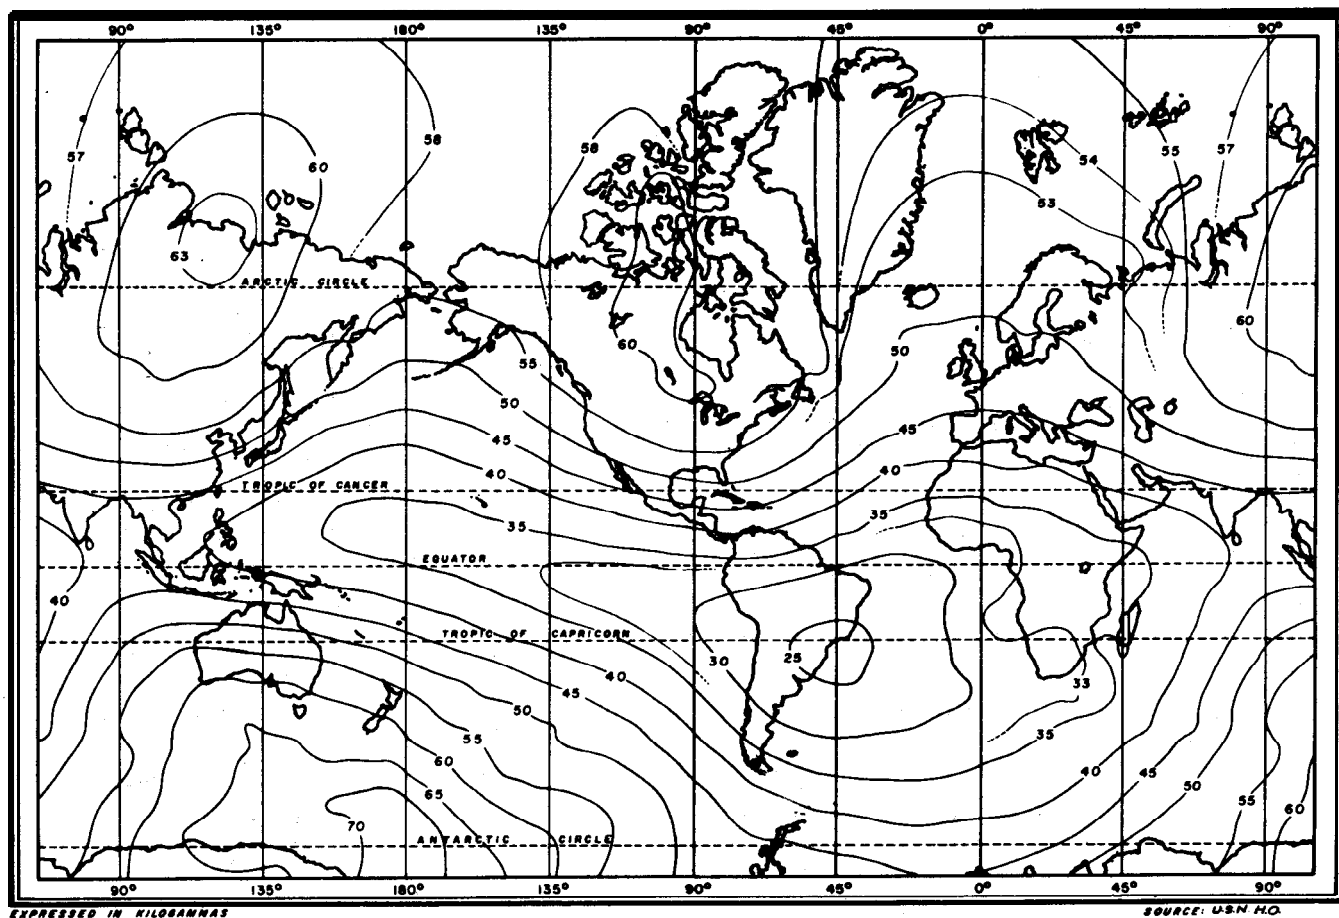 90° 135° 180° 135° 90° 45° 0° 45° 90°
58 58 55 57
57 60 54
53
63
ARCTIC CIRCLE
60
50
60
55
50
45
45
40 40
TROPIC OF CANCER
35 35
EQUATOR
40
TROPIC OF CAPRICORN
30 25
40 33
45
50
55 35
60 40 45
50
65 55
60
70
ANTARCTIC CIRCLE
90° 135° 180° 135° 90° 45° 0° 45° 90°
EXPRESSED IN KILOGAMMAS
SOURCE: U.S.N. H.O.